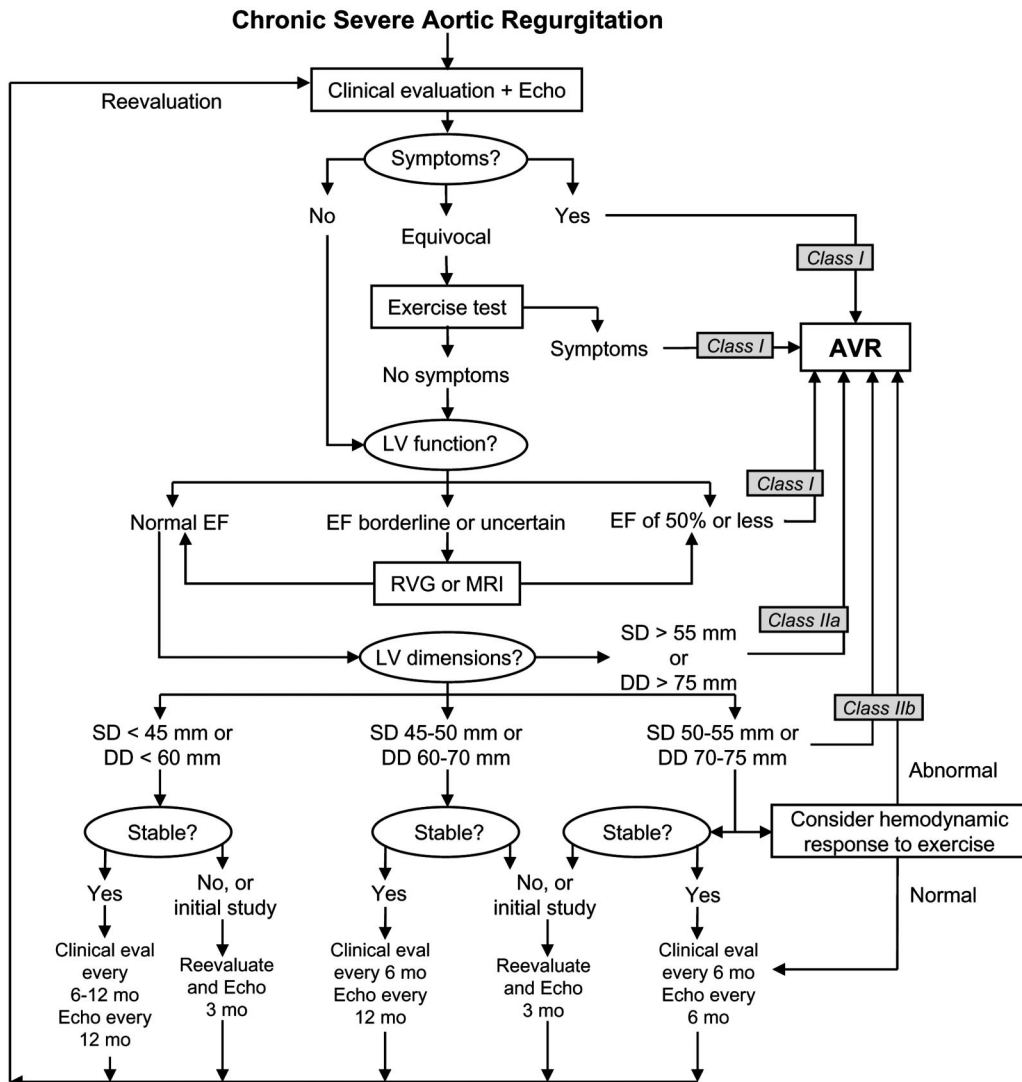 Chronic Severe Aortic Regurgitation
Reevaluation
Clinical evaluation + Echo
Symptoms?
No
Equivocal
Yes
Class I
Exercise test
Symptoms
Class I
AVR
No symptoms
LV function?
Class I
Normal EF
EF borderline or uncertain
EF of 50% or less
RVG or MRI
Class IIa
LV dimensions?
SD > 55 mm
or
DD > 75 mm
Class IIb
SD < 45 mm or
DD < 60 mm
SD 45-50 mm or
DD 60-70 mm
SD 50-55 mm or
DD 70-75 mm
Abnormal
Stable?
Stable?
Stable?
Consider hemodynamic
response to exercise
Yes
No, or
initial study
Yes
No, or
initial study
Yes
Normal
Clinical eval
every
6-12 mo
Echo every
12 mo
Reevaluate
and Echo
3 mo
Clinical eval
every 6 mo
Echo every
12 mo
Reevaluate
and Echo
3 mo
Clinical eval
every 6 mo
Echo every
6 mo